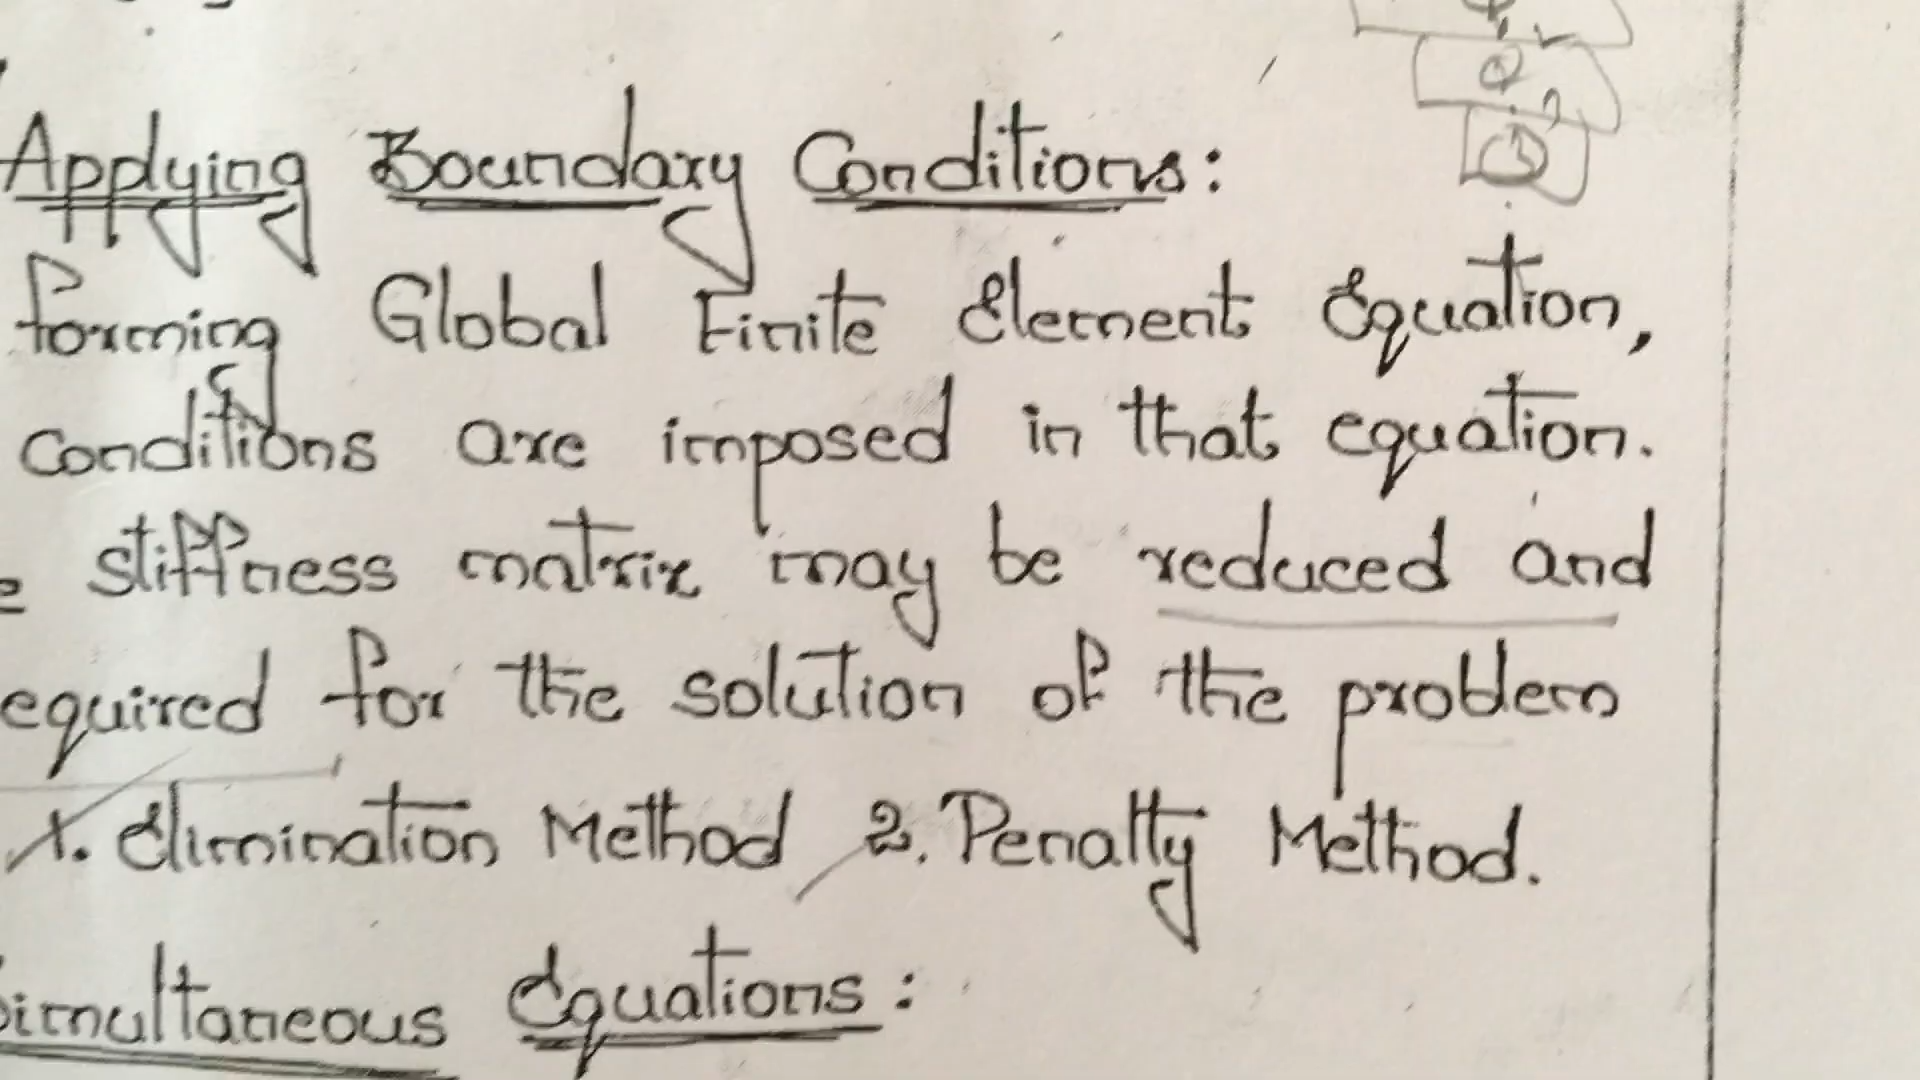 Applying Boundary Conditions:
forming Global Finite Element Equation,
conditions are imposed in that equation.
stiffness matrix may be reduced and
equired for the solution of the problem
1. Elimination Method 2. Penalty Method.
Simultaneous Equations: